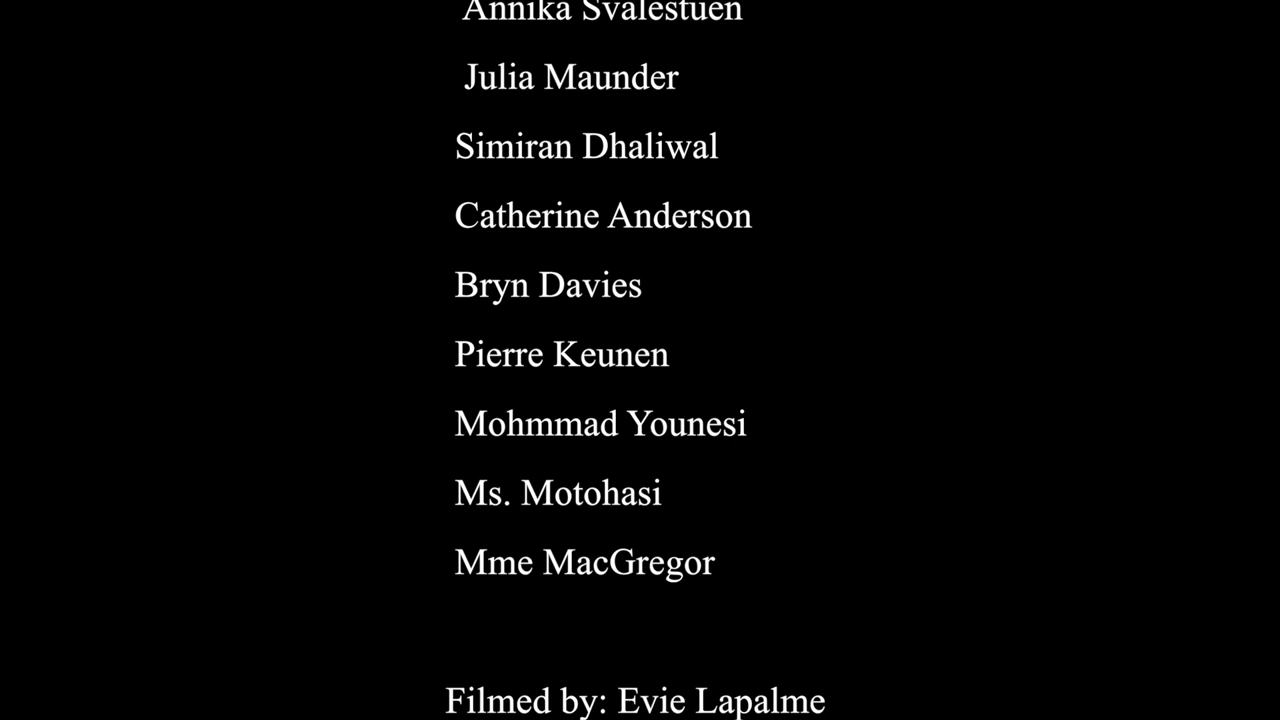 Annika Svalestuen
Julia Maunder
Simiran Dhaliwal
Catherine Anderson
Bryn Davies
Pierre Keunen
Mohmmad Younesi
Ms. Motohasi
Mme MacGregor
Filmed by: Evie Lapalme